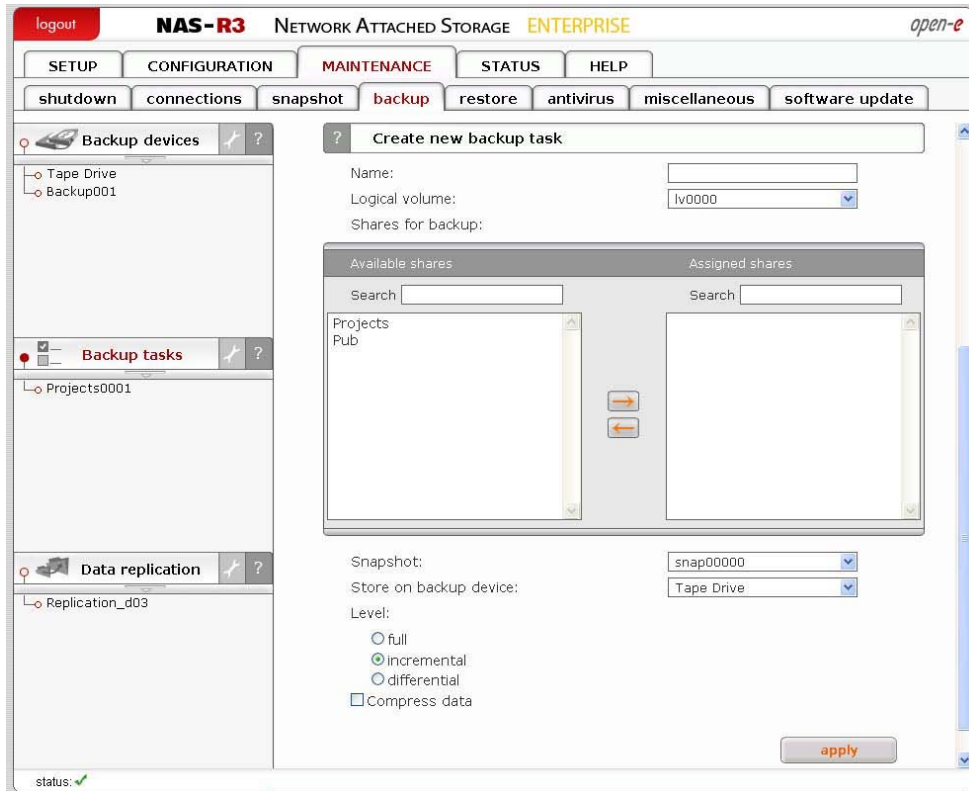 logout NAS-R3 NETWORK ATTACHED STORAGE ENTERPRISE open-e
SETUP CONFIGURATION MAINTENANCE STATUS HELP
shutdown connections snapshot backup restore antivirus miscellaneous software update
Backup devices ?
Tape Drive
Backup001
Backup tasks ?
Projects0001
Data replication ?
Replication_d03
? Create new backup task
Name:
Logical volume: lv0000
Shares for backup:
Available shares Assigned shares
Search Search
Projects
Pub
Snapshot: snap00000
Store on backup device: Tape Drive
Level:
full
incremental
differential
Compress data
apply
status: